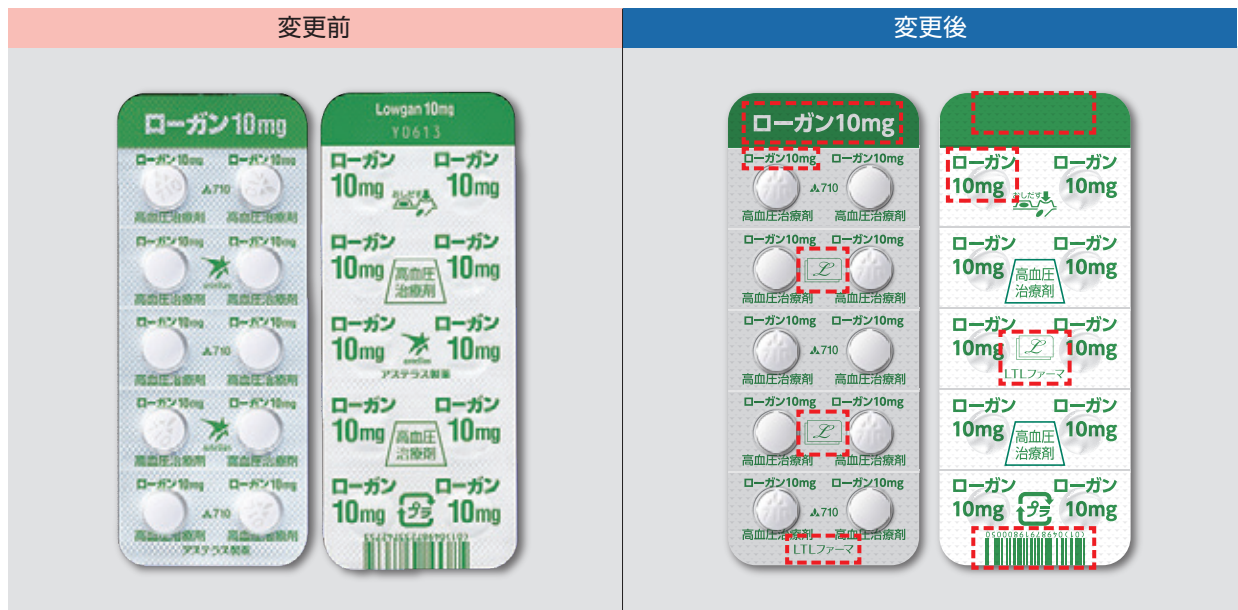 変更前
ローガン10mg
ローガン10mg ローガン10mg
710
高血圧治療剤 高血圧治療剤
ローガン10mg ローガン10mg
astellas
高血圧治療剤 高血圧治療剤
ローガン10mg ローガン10mg
710
高血圧治療剤 高血圧治療剤
ローガン10mg ローガン10mg
astellas
高血圧治療剤 高血圧治療剤
ローガン10mg ローガン10mg
710
高血圧治療剤 高血圧治療剤
アステラス製薬
Lowgan 10mg
Y0613
ローガン ローガン
10mg おしだす 10mg
ローガン ローガン
10mg 高血圧 10mg
治療剤
ローガン ローガン
10mg astellas 10mg
アステラス製薬
ローガン ローガン
10mg 高血圧 10mg
治療剤
ローガン ローガン
10mg プラ 10mg
変更後
ローガン10mg
ローガン10mg ローガン10mg
710
高血圧治療剤 高血圧治療剤
ローガン10mg ローガン10mg
L
高血圧治療剤 高血圧治療剤
ローガン10mg ローガン10mg
710
高血圧治療剤 高血圧治療剤
ローガン10mg ローガン10mg
L
高血圧治療剤 高血圧治療剤
ローガン10mg ローガン10mg
710
高血圧治療剤 高血圧治療剤
LTLファーマ
ローガン ローガン
10mg おしだす 10mg
ローガン ローガン
10mg 高血圧 10mg
治療剤
ローガン ローガン
10mg L 10mg
LTLファーマ
ローガン ローガン
10mg 高血圧 10mg
治療剤
ローガン ローガン
10mg プラ 10mg
(01)04987919800050